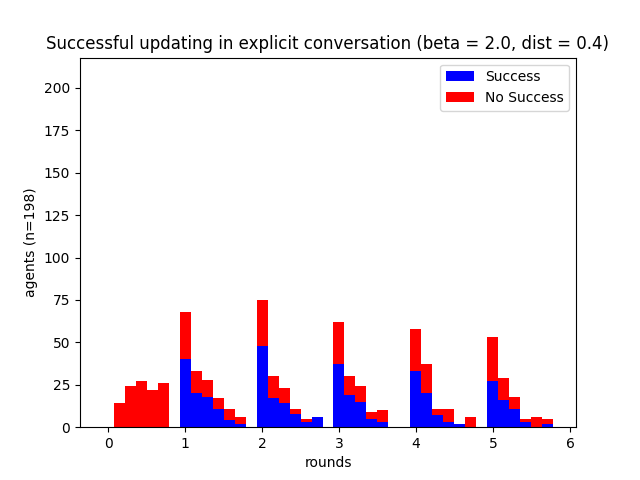 Successful updating in explicit conversation (beta = 2.0, dist = 0.4)
Success
No Success
200
175
150
125
100
75
50
25
0
agents (n=198)
0 1 2 3 4 5 6
rounds